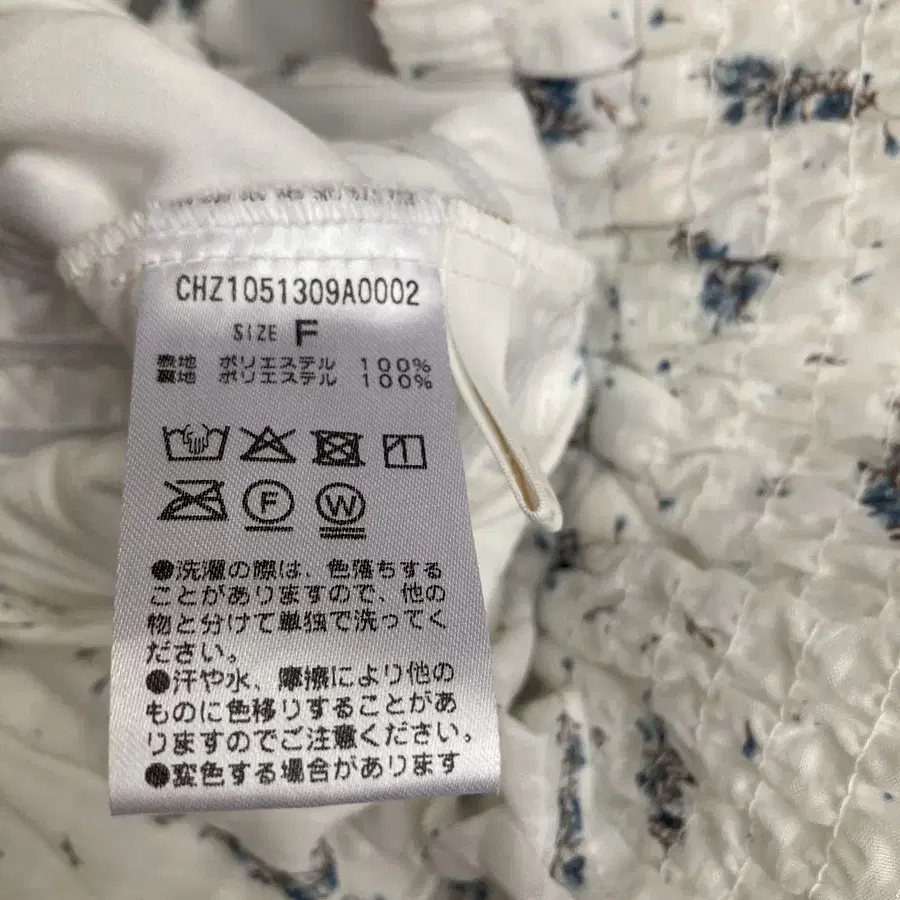 CHZ1051309A0002
SIZE F
表地 ポリエステル 100%
裏地 ポリエステル 100%
F W
●洗濯の際は、色落ちする
ことがありますので、他の
物と分けて単独で洗ってく
ださい。
●汗や水、摩擦により他の
ものに色移りすることがあ
りますのでご注意ください。
●変色する場合があります